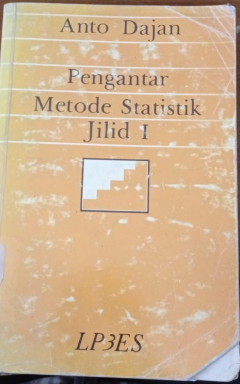 Anto Dajan
Pengantar
Metode Statistik
Jilid I
LP3ES